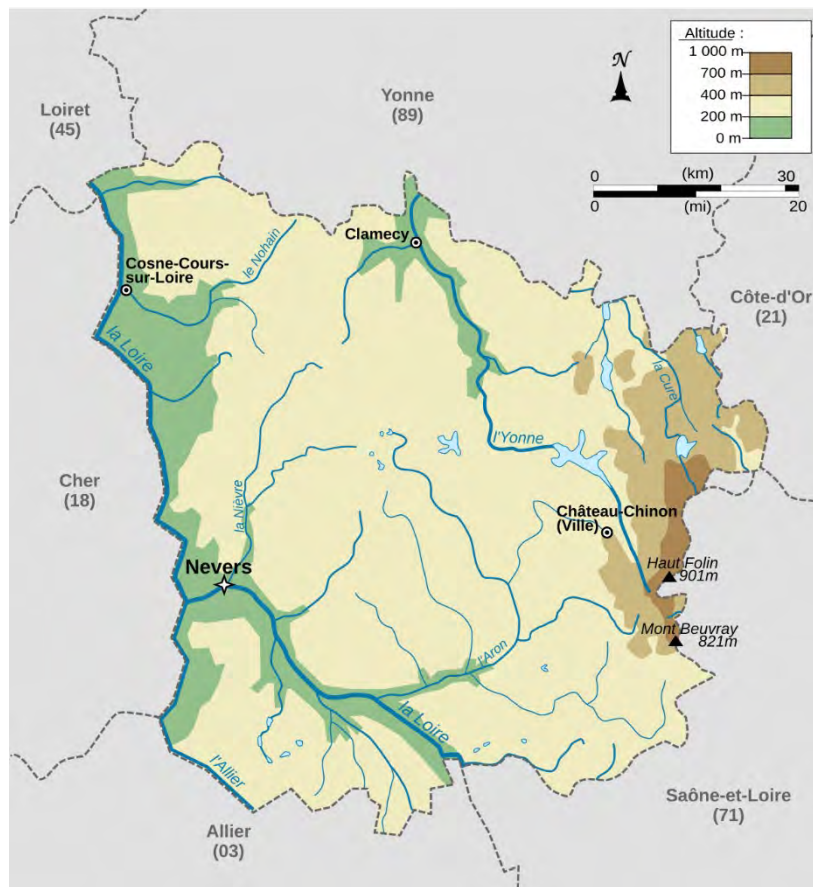 Altitude :
1 000 m
700 m
400 m
200 m
0 m
N
Yonne
(89)
Loiret
(45)
(km)
0
30
0
(mi)
20
Clamecy
le Nohain
Cosne-Cours-
sur-Loire
Côte-d'Or
(21)
la Loire
la Cure
l'Yonne
Cher
(18)
la Nièvre
Château-Chinon
(Ville)
Nevers
Haut Folin
901m
Mont Beuvray
821m
l'Aron
la Loire
l'Allier
Saône-et-Loire
(71)
Allier
(03)